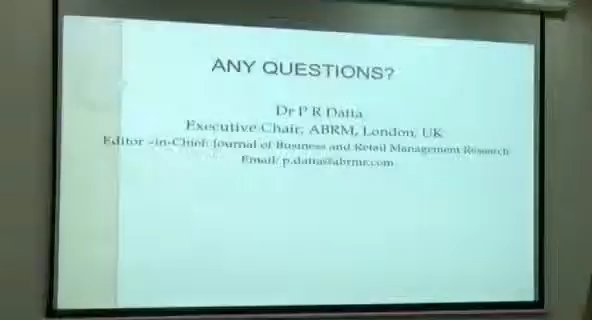 ANY QUESTIONS?
Dr P R Datta
Executive Chair, ABRM, London, UK
Editor -in-Chief: Journal of Business and Retail Management Research
Email: p.datta@abrmr.com